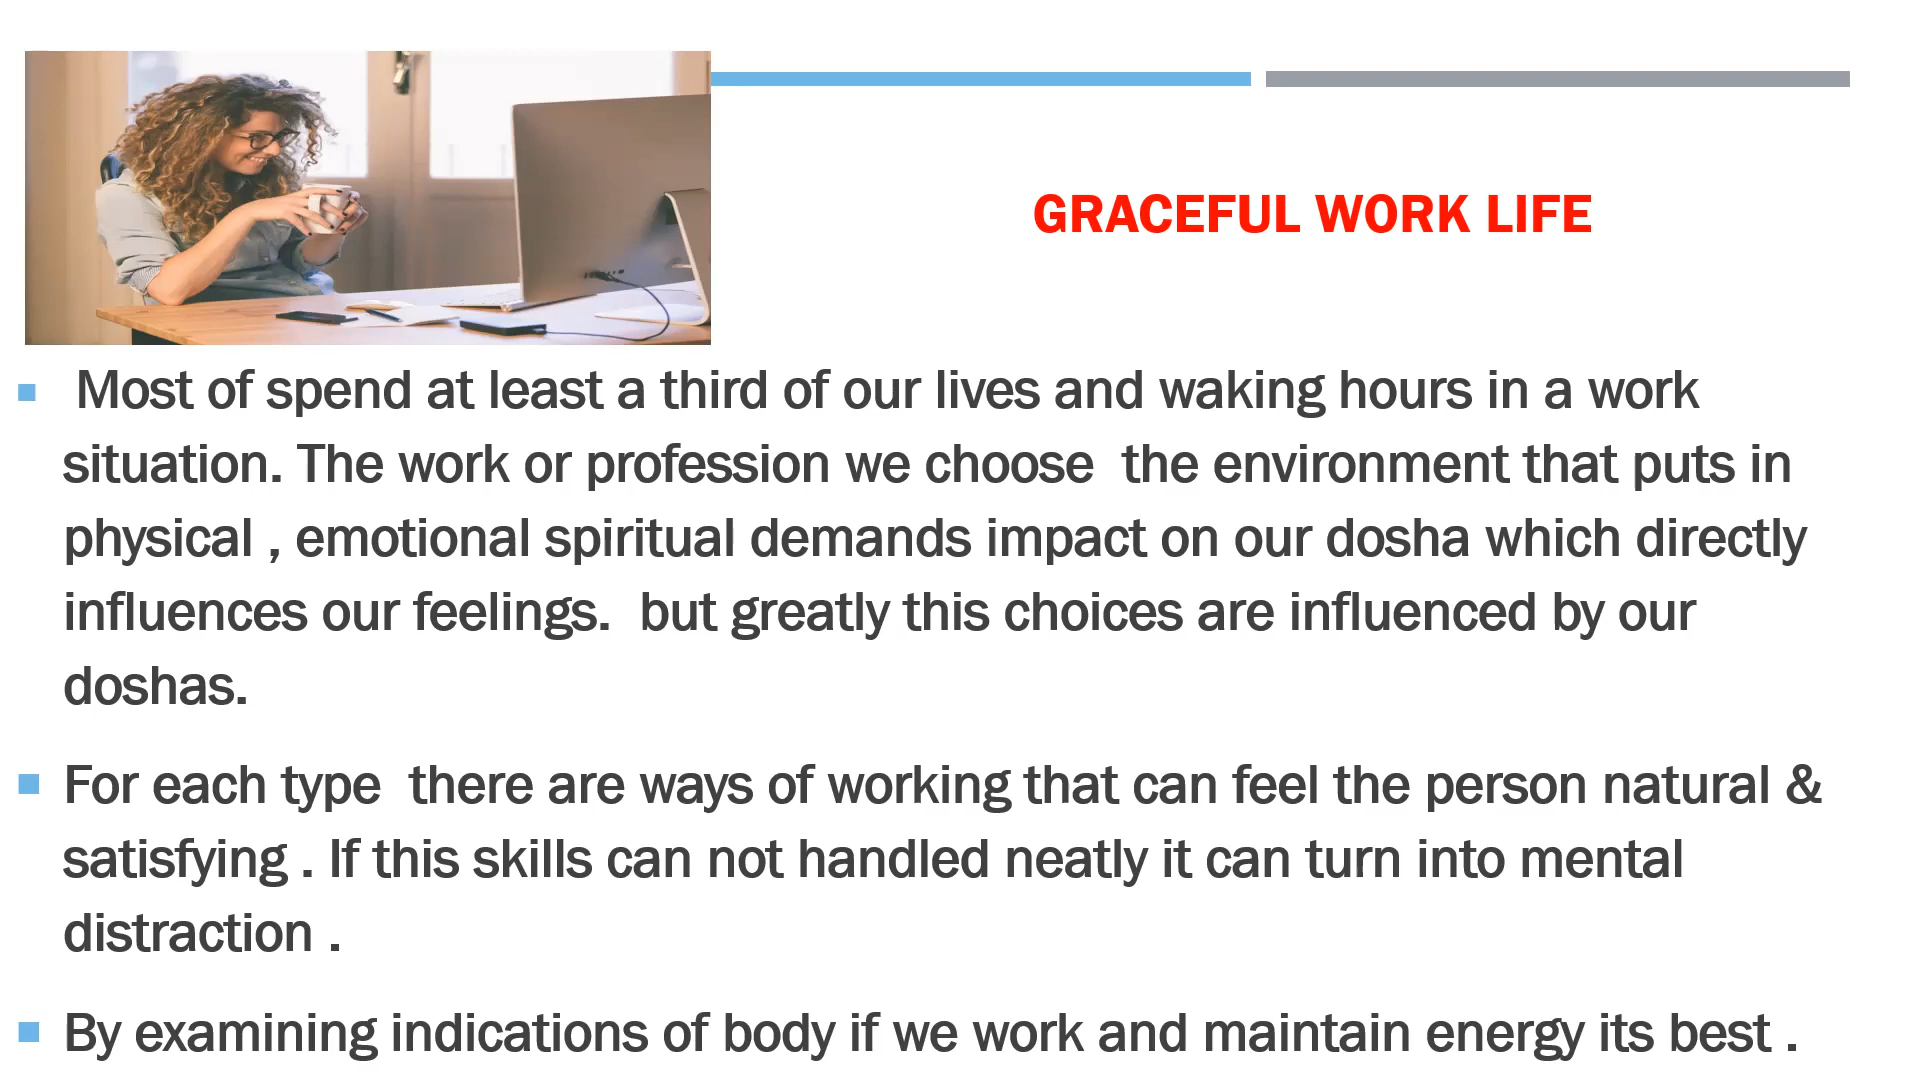 GRACEFUL WORK LIFE
Most of spend at least a third of our lives and waking hours in a work
situation. The work or profession we choose  the environment that puts in
physical , emotional spiritual demands impact on our dosha which directly
influences our feelings.  but greatly this choices are influenced by our
doshas.
For each type  there are ways of working that can feel the person natural &
satisfying . If this skills can not handled neatly it can turn into mental
distraction .
By examining indications of body if we work and maintain energy its best .